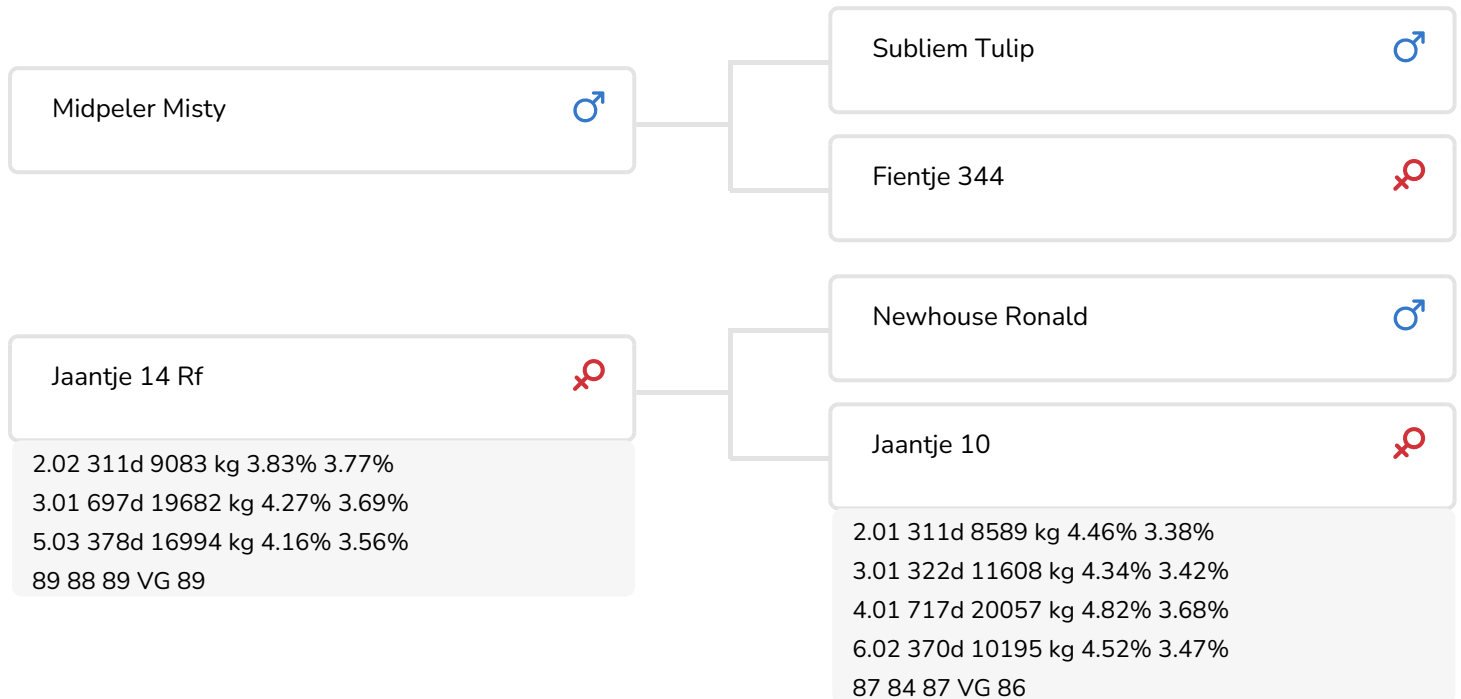 Midpeler Misty
Subliem Tulip
Fientje 344
Jaantje 14 Rf
2.02 311d 9083 kg 3.83% 3.77%
3.01 697d 19682 kg 4.27% 3.69%
5.03 378d 16994 kg 4.16% 3.56%
89 88 89 VG 89
Newhouse Ronald
Jaantje 10
2.01 311d 8589 kg 4.46% 3.38%
3.01 322d 11608 kg 4.34% 3.42%
4.01 717d 20057 kg 4.82% 3.68%
6.02 370d 10195 kg 4.52% 3.47%
87 84 87 VG 86